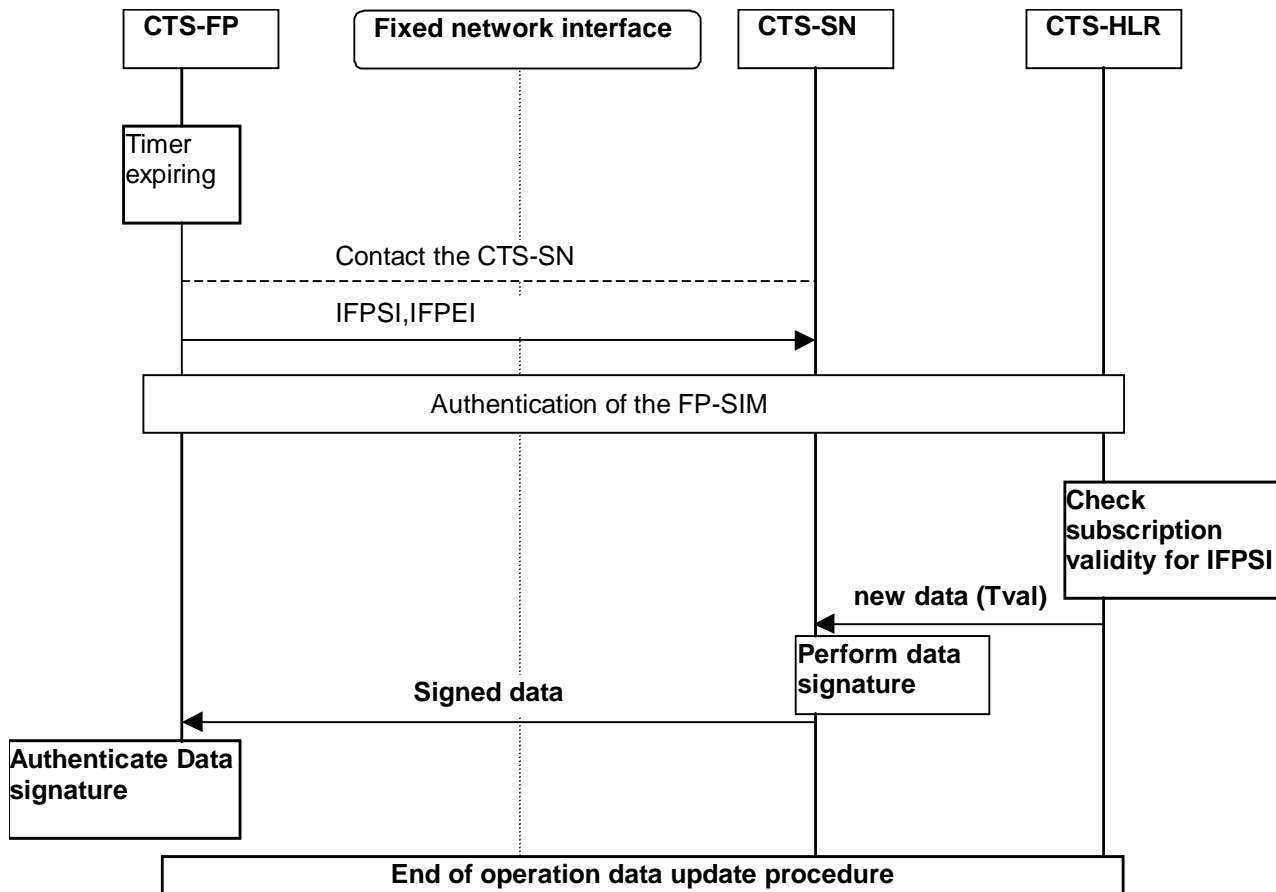 CTS-FP
Fixed network interface
CTS-SN
CTS-HLR
Timer
expiring
Contact the CTS-SN
IFPSI,IFPEI
Authentication of the FP-SIM
Check
subscription
validity for IFPSI
new data (Tval)
Perform data
signature
Signed data
Authenticate Data
signature
End of operation data update procedure